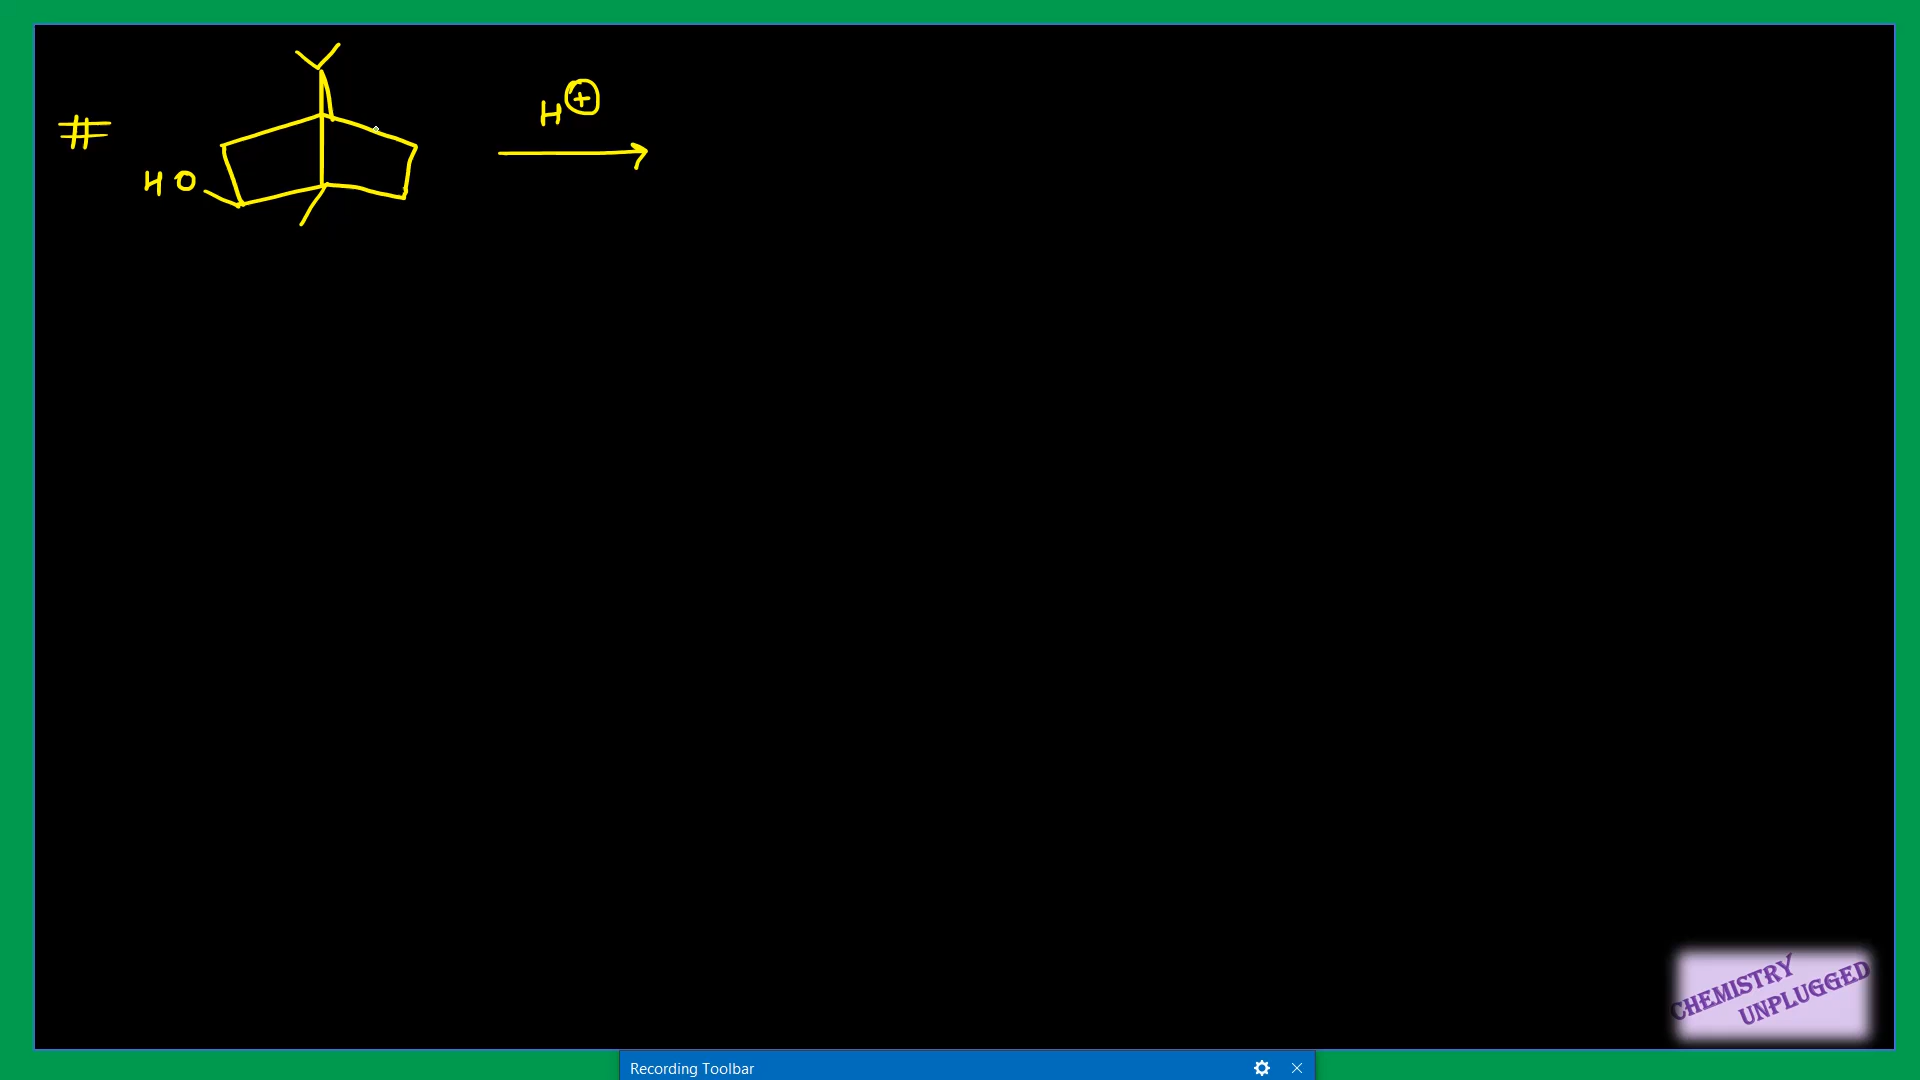 #
HO
H⊕
CHEMISTRY
UNPLUGGED
Recording Toolbar